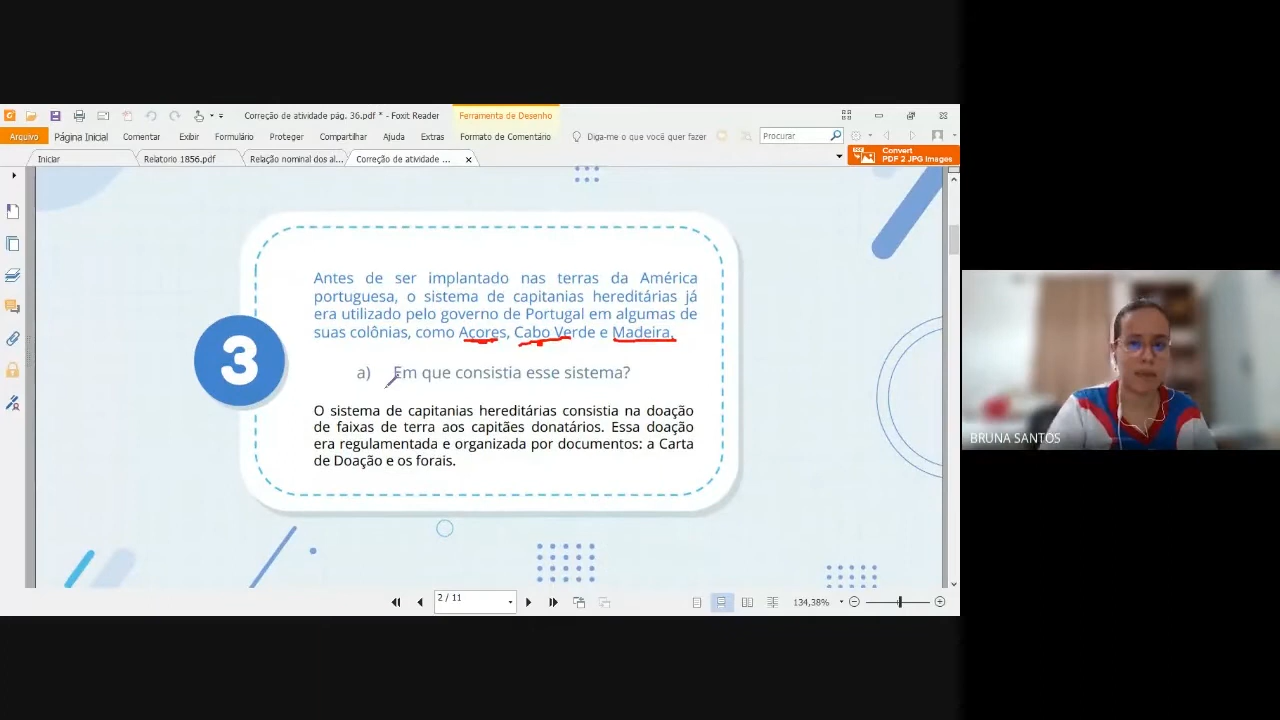 Correção de atividade pág. 36.pdf * - Foxit Reader
Ferramenta de Desenho
Arquivo
Página Inicial
Comentar
Exibir
Formulário
Proteger
Compartilhar
Ajuda
Extras
Formato de Comentário
Diga-me o que você quer fazer
Procurar
Iniciar
Relatorio 1856.pdf
Relação nominal dos al...
Correção de atividade ...
Convert
PDF 2 JPG Images
Antes de ser implantado nas terras da América
portuguesa, o sistema de capitanias hereditárias já
era utilizado pelo governo de Portugal em algumas de
suas colônias, como Açores, Cabo Verde e Madeira.
3
a) Em que consistia esse sistema?
O sistema de capitanias hereditárias consistia na doação
de faixas de terra aos capitães donatários. Essa doação
era regulamentada e organizada por documentos: a Carta
de Doação e os forais.
BRUNA SANTOS
2 / 11
134,38%